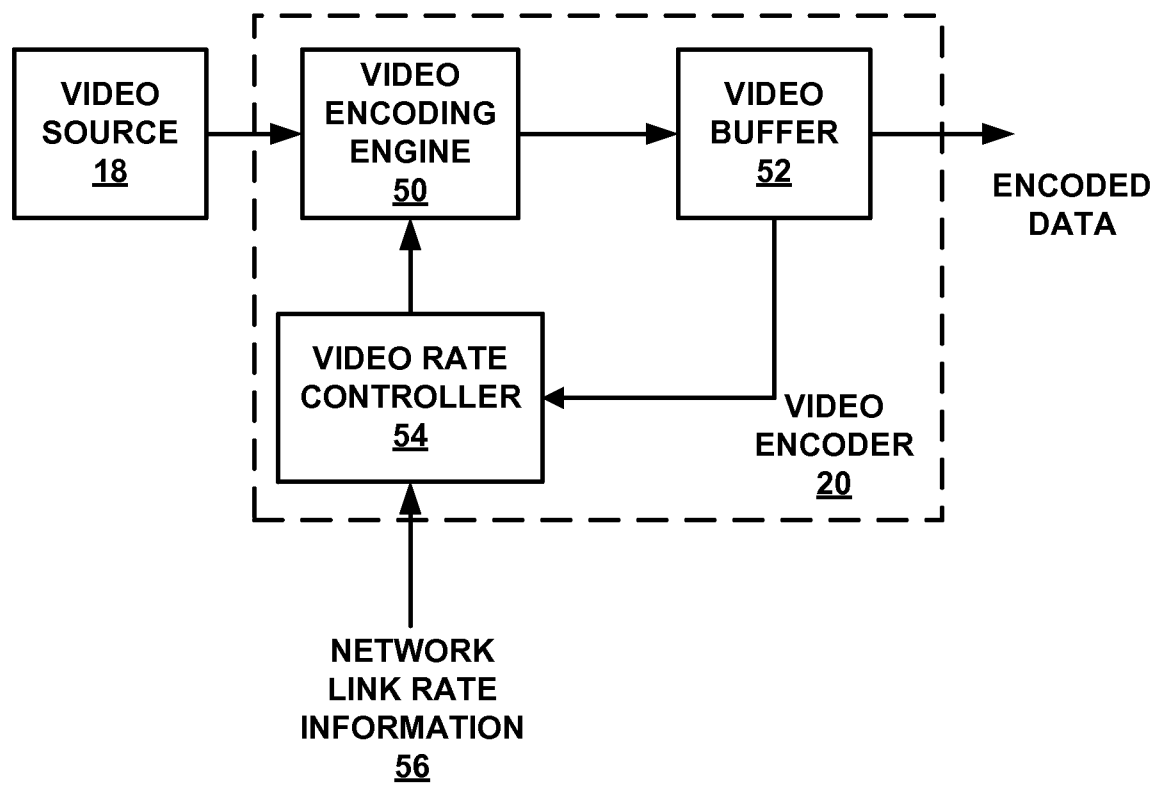 VIDEO
SOURCE
18
VIDEO
ENCODING
ENGINE
50
VIDEO
BUFFER
52
ENCODED
DATA
VIDEO RATE
CONTROLLER
54
VIDEO
ENCODER
20
NETWORK
LINK RATE
INFORMATION
56